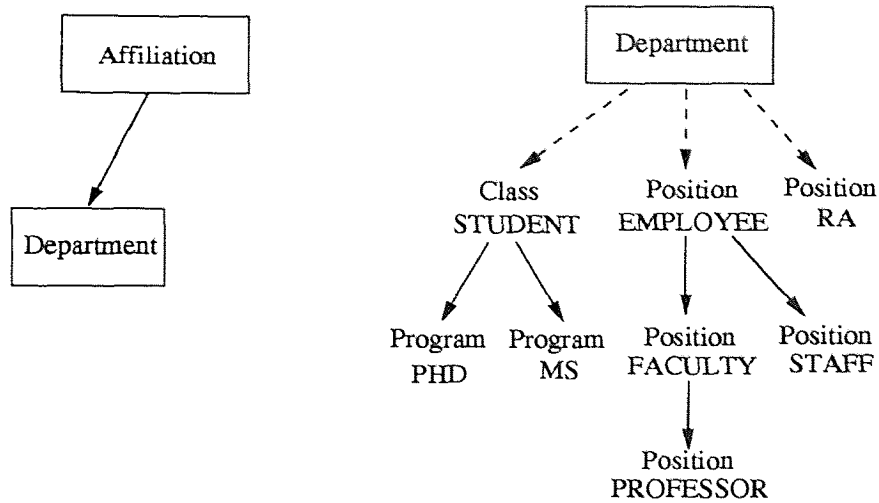 Affiliation
Department
Department
Class
STUDENT
Position
EMPLOYEE
Position
RA
Program
PHD
Program
MS
Position
FACULTY
Position
STAFF
Position
PROFESSOR